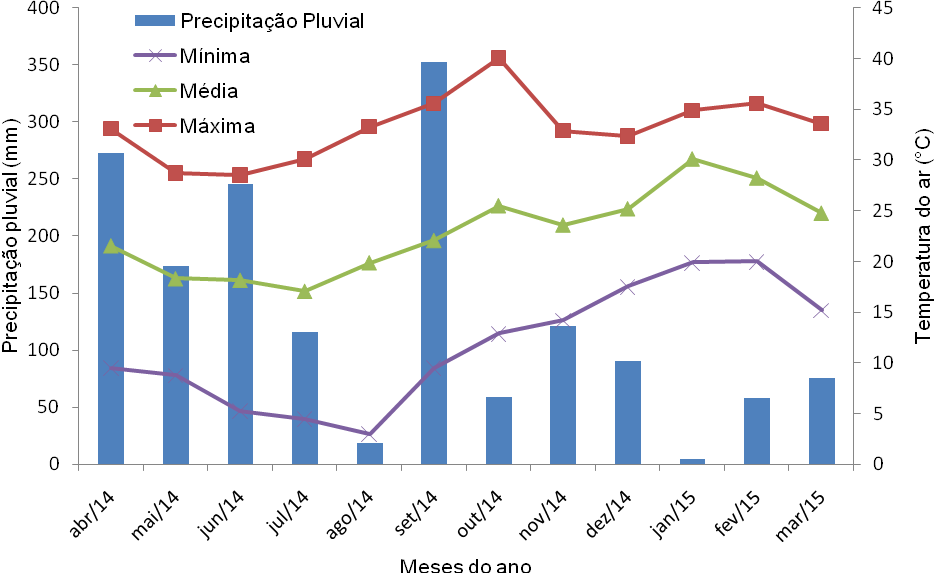 Precipitação pluvial (mm)
400
350
300
250
200
150
100
50
0
Precipitação Pluvial
Mínima
Média
Máxima
45
40
35
30
25
20
15
10
5
0
Temperatura do ar (°C)
abr/14
mai/14
jun/14
jul/14
ago/14
set/14
out/14
nov/14
dez/14
jan/15
fev/15
mar/15
Meses do ano